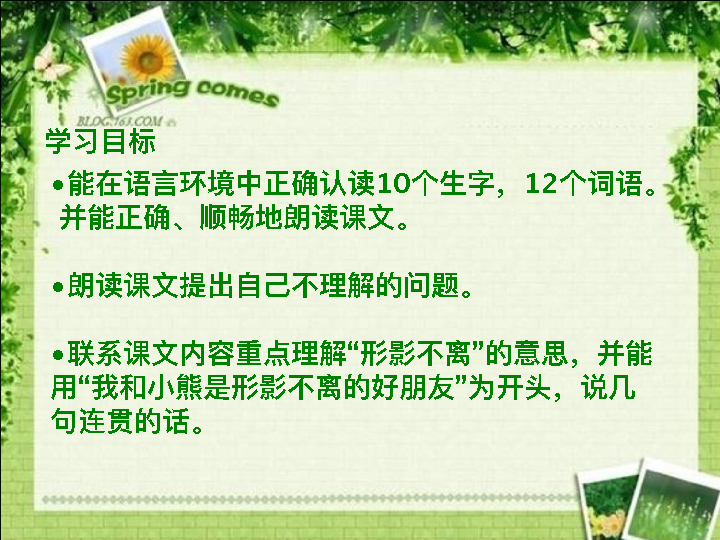 Spring comes
BLOG.163.COM
学习目标
•能在语言环境中正确认读10个生字，12个词语。
并能正确、顺畅地朗读课文。
•朗读课文提出自己不理解的问题。
•联系课文内容重点理解“形影不离”的意思，并能
用“我和小熊是形影不离的好朋友”为开头，说几
句连贯的话。